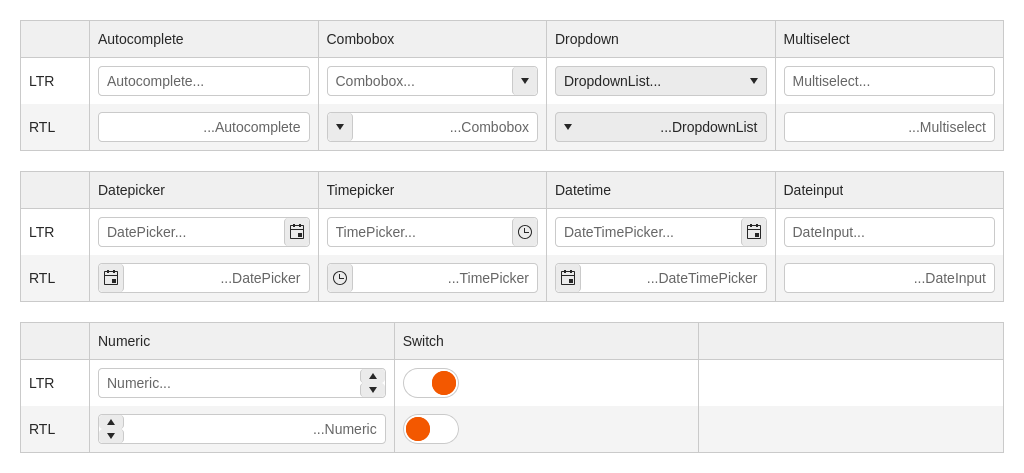 Autocomplete Combobox Dropdown Multiselect
LTR Autocomplete... Combobox... DropdownList... Multiselect...
RTL ...Autocomplete ...Combobox ...DropdownList ...Multiselect
Datepicker Timepicker Datetime Dateinput
LTR DatePicker... TimePicker... DateTimePicker... DateInput...
RTL ...DatePicker ...TimePicker ...DateTimePicker ...DateInput
Numeric Switch
LTR Numeric...
RTL ...Numeric